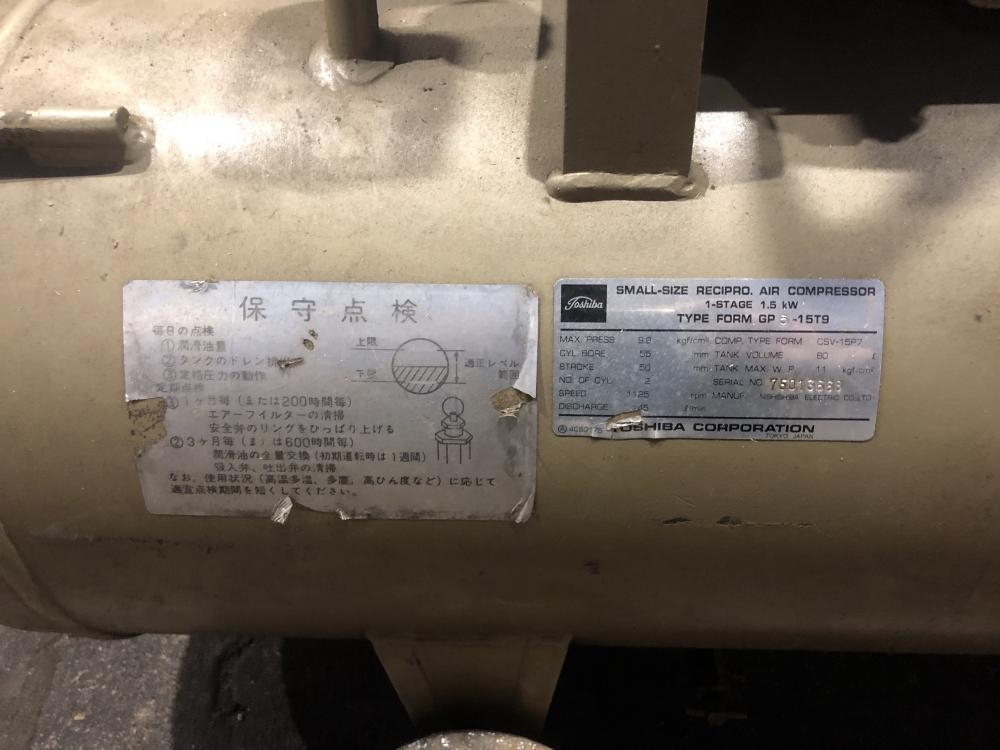 保守点検
毎日の点検
①潤滑油量
②タンクのドレン排出
③定格圧力の動作
定期点検
①1ヶ月毎(または200時間毎)
エアーフイルターの清掃
安全弁のリングをひっぱり上げる
②3ヶ月毎(または600時間毎)
潤滑油の全量交換(初期運転時は1週間)
吸入弁、吐出弁の清掃
なお、使用状況(高温多湿、多塵、高ひん度など)に応じて
適宜点検期間を短くしてください。
上限
下限
適正レベル
範囲
Toshiba
SMALL-SIZE RECIPRO. AIR COMPRESSOR
1-STAGE 1.5 kW
TYPE FORM GP -15T9
MAX. PRESS 9.9 kgf/cm² COMP. TYPE FORM CSV-15P7
CYL. BORE 55 mm TANK VOLUME 80 ℓ
STROKE 50 mm TANK MAX. W. P. 11 kgf/cm²
NO. OF CYL. 2 SERIAL NO. 75013666
SPEED 1125 rpm MANUF. NISHISHIBA ELECTRIC CO.,LTD
DISCHARGE 145 ℓ/min
TOSHIBA CORPORATION
TOKYO JAPAN